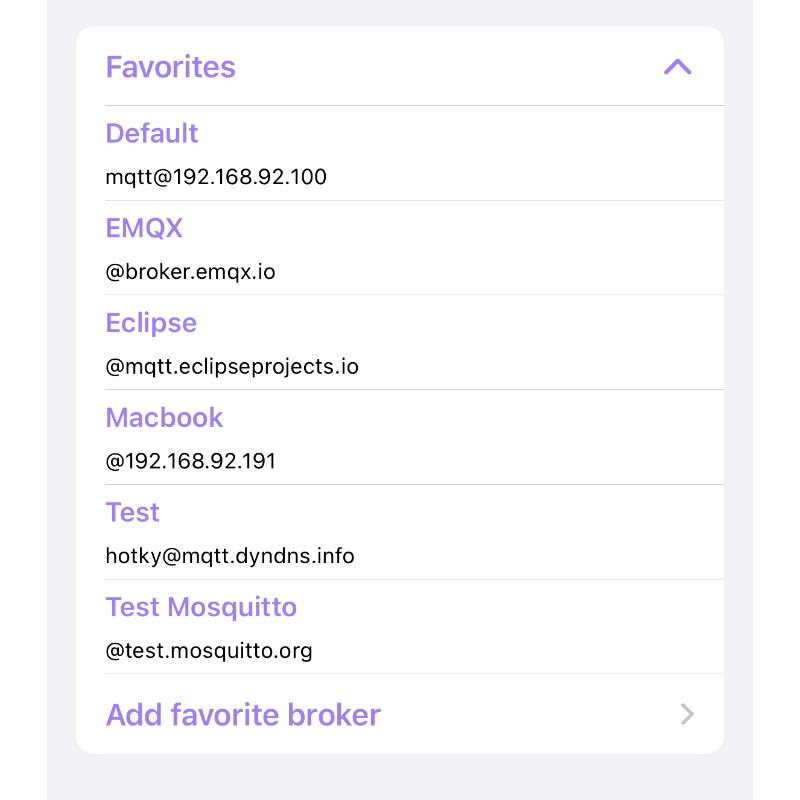 Favorites
Default
mqtt@192.168.92.100
EMQX
@broker.emqx.io
Eclipse
@mqtt.eclipseprojects.io
Macbook
@192.168.92.191
Test
hotky@mqtt.dyndns.info
Test Mosquitto
@test.mosquitto.org
Add favorite broker